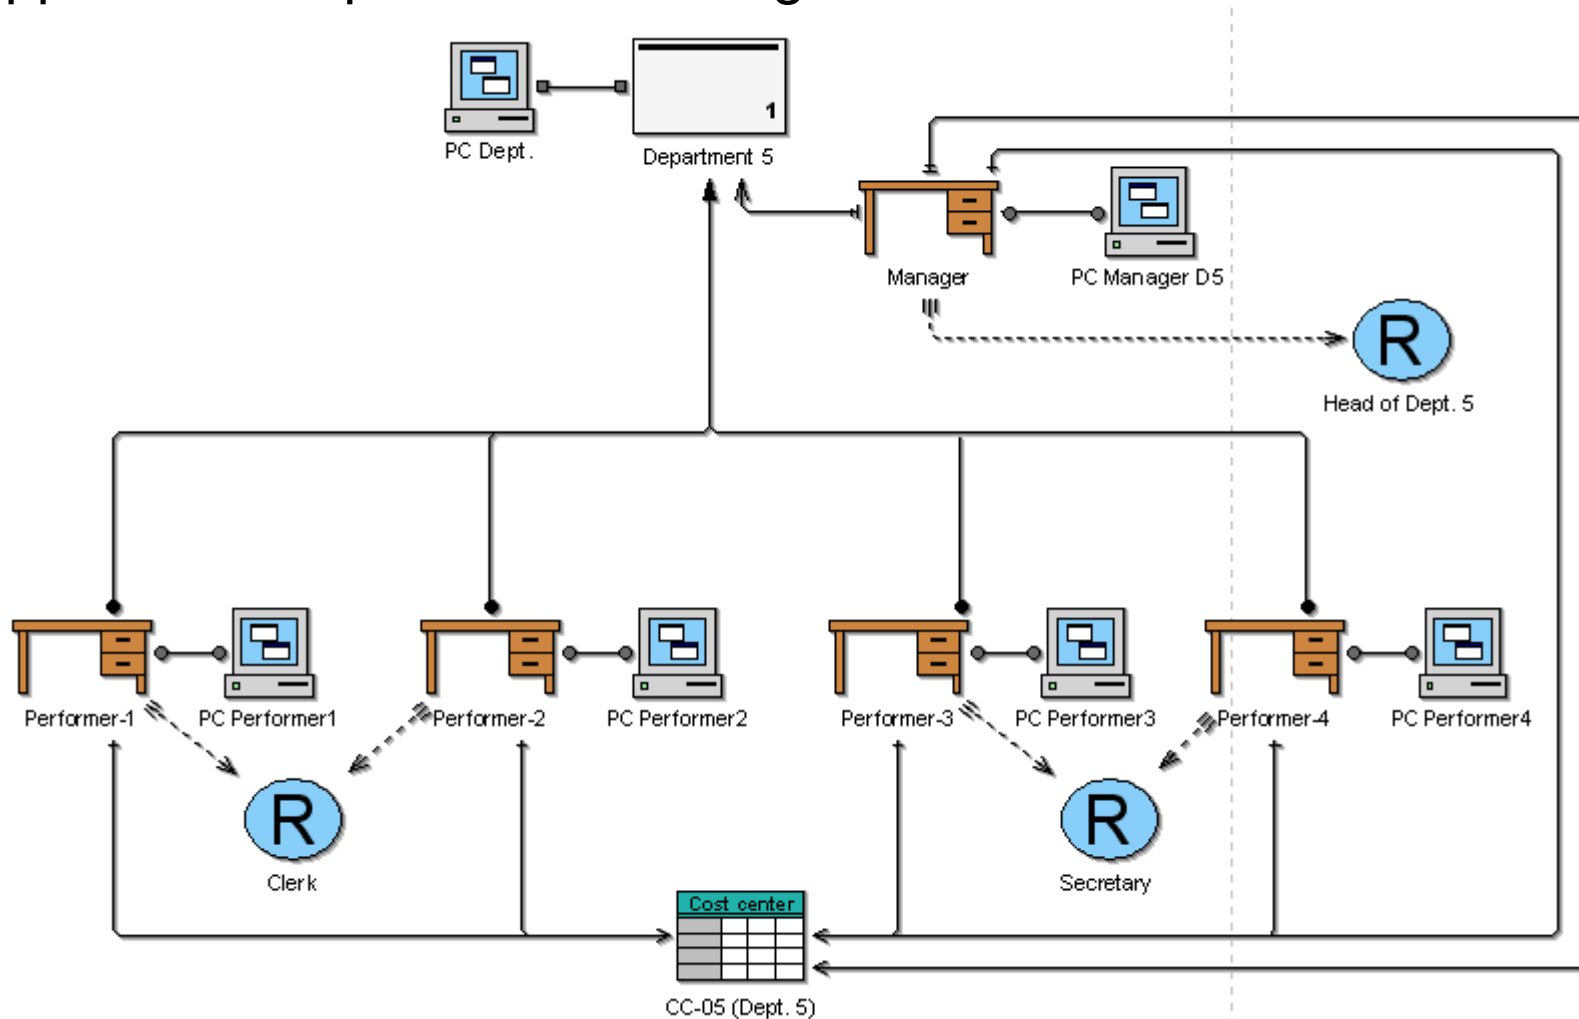 1
PC Dept.
Department 5
Manager
PC Manager D5
R
Head of Dept. 5
Performer-1
PC Performer1
Performer-2
PC Performer2
Performer-3
PC Performer3
Performer-4
PC Performer4
R
R
Clerk
Secretary
Cost center
CC-05 (Dept. 5)